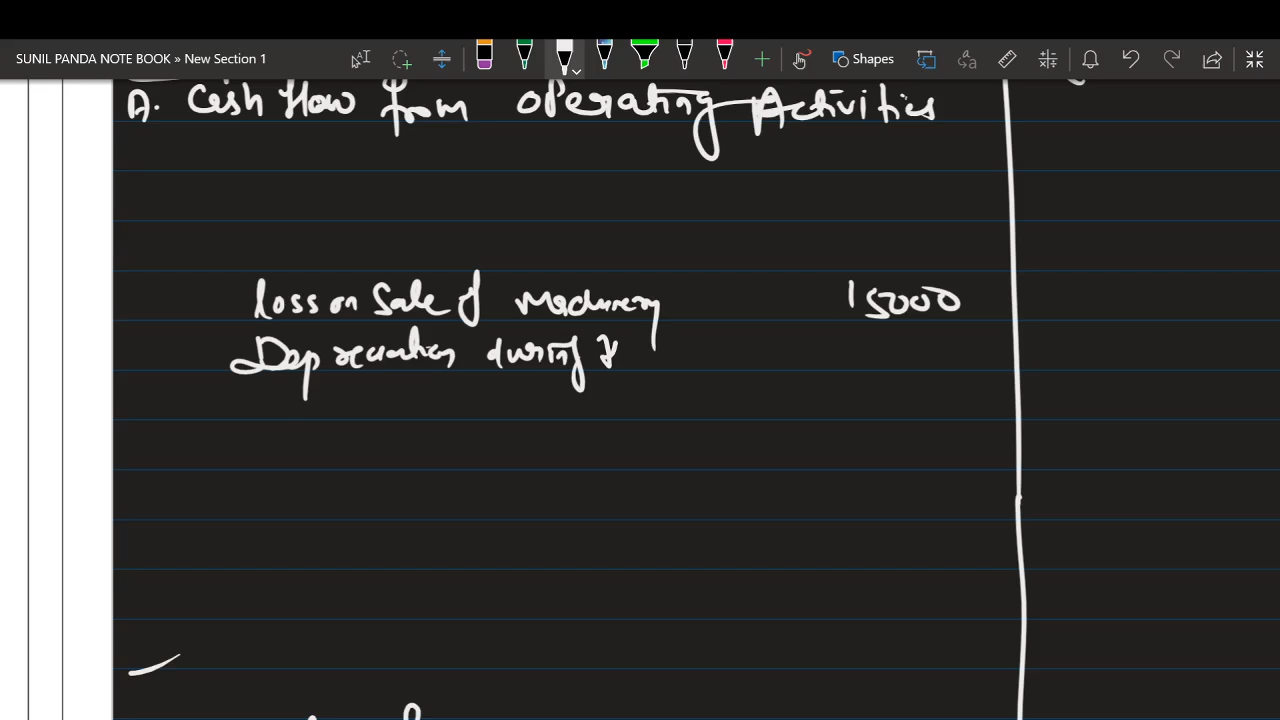 SUNIL PANDA NOTE BOOK » New Section 1
Shapes
A. Cash flow from Operating Activities
Loss on Sale of Machinery 15000
Depreciation during